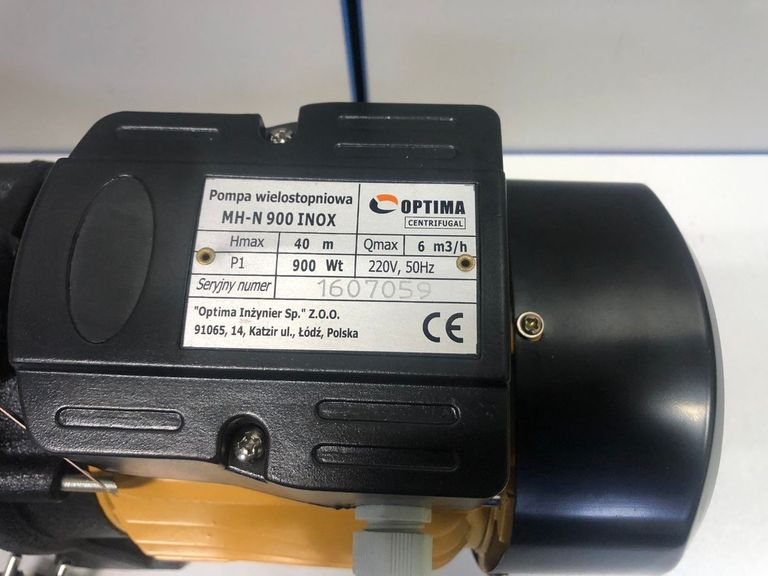 Pompa wielostopniowa
MH-N 900 INOX
OPTIMA
CENTRIFUGAL
Hmax 40 m Qmax 6 m3/h
P1 900 Wt 220V, 50Hz
Seryjny numer 1607059
"Optima Inżynier Sp." Z.O.O.
91065, 14, Katzir ul., Łódź, Polska
CE